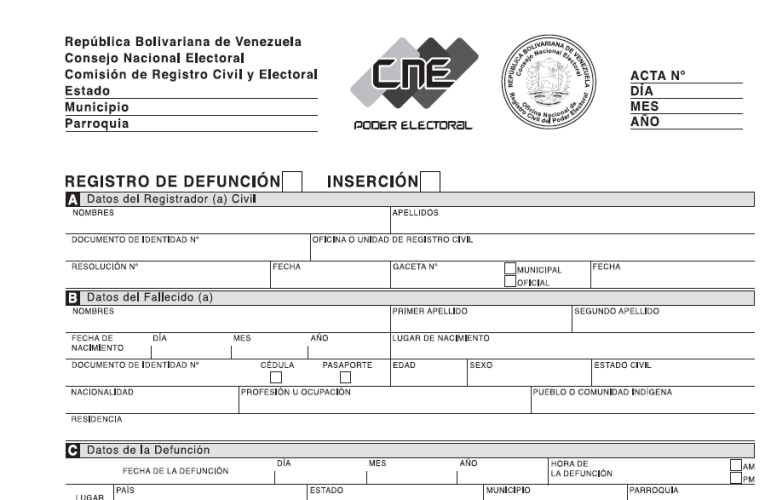 República Bolivariana de Venezuela
Consejo Nacional Electoral
Comisión de Registro Civil y Electoral
Estado
Municipio
Parroquia
CNE
PODER ELECTORAL
REPÚBLICA BOLIVARIANA DE VENEZUELA
Consejo Nacional Electoral
Oficina Nacional de
Registro Civil del Poder Electoral
ACTA Nº
DÍA
MES
AÑO
REGISTRO DE DEFUNCIÓN INSERCIÓN
A Datos del Registrador (a) Civil
NOMBRES APELLIDOS
DOCUMENTO DE IDENTIDAD Nº OFICINA O UNIDAD DE REGISTRO CIVIL
RESOLUCIÓN Nº FECHA GACETA Nº MUNICIPAL FECHA
OFICIAL
B Datos del Fallecido (a)
NOMBRES PRIMER APELLIDO SEGUNDO APELLIDO
FECHA DE DÍA MES AÑO LUGAR DE NACIMIENTO
NACIMIENTO
DOCUMENTO DE IDENTIDAD Nº CÉDULA PASAPORTE EDAD SEXO ESTADO CIVIL
NACIONALIDAD PROFESIÓN U OCUPACIÓN PUEBLO O COMUNIDAD INDÍGENA
RESIDENCIA
C Datos de la Defunción
FECHA DE LA DEFUNCIÓN DÍA MES AÑO HORA DE AM
LA DEFUNCIÓN PM
LUGAR PAÍS ESTADO MUNICIPIO PARROQUIA